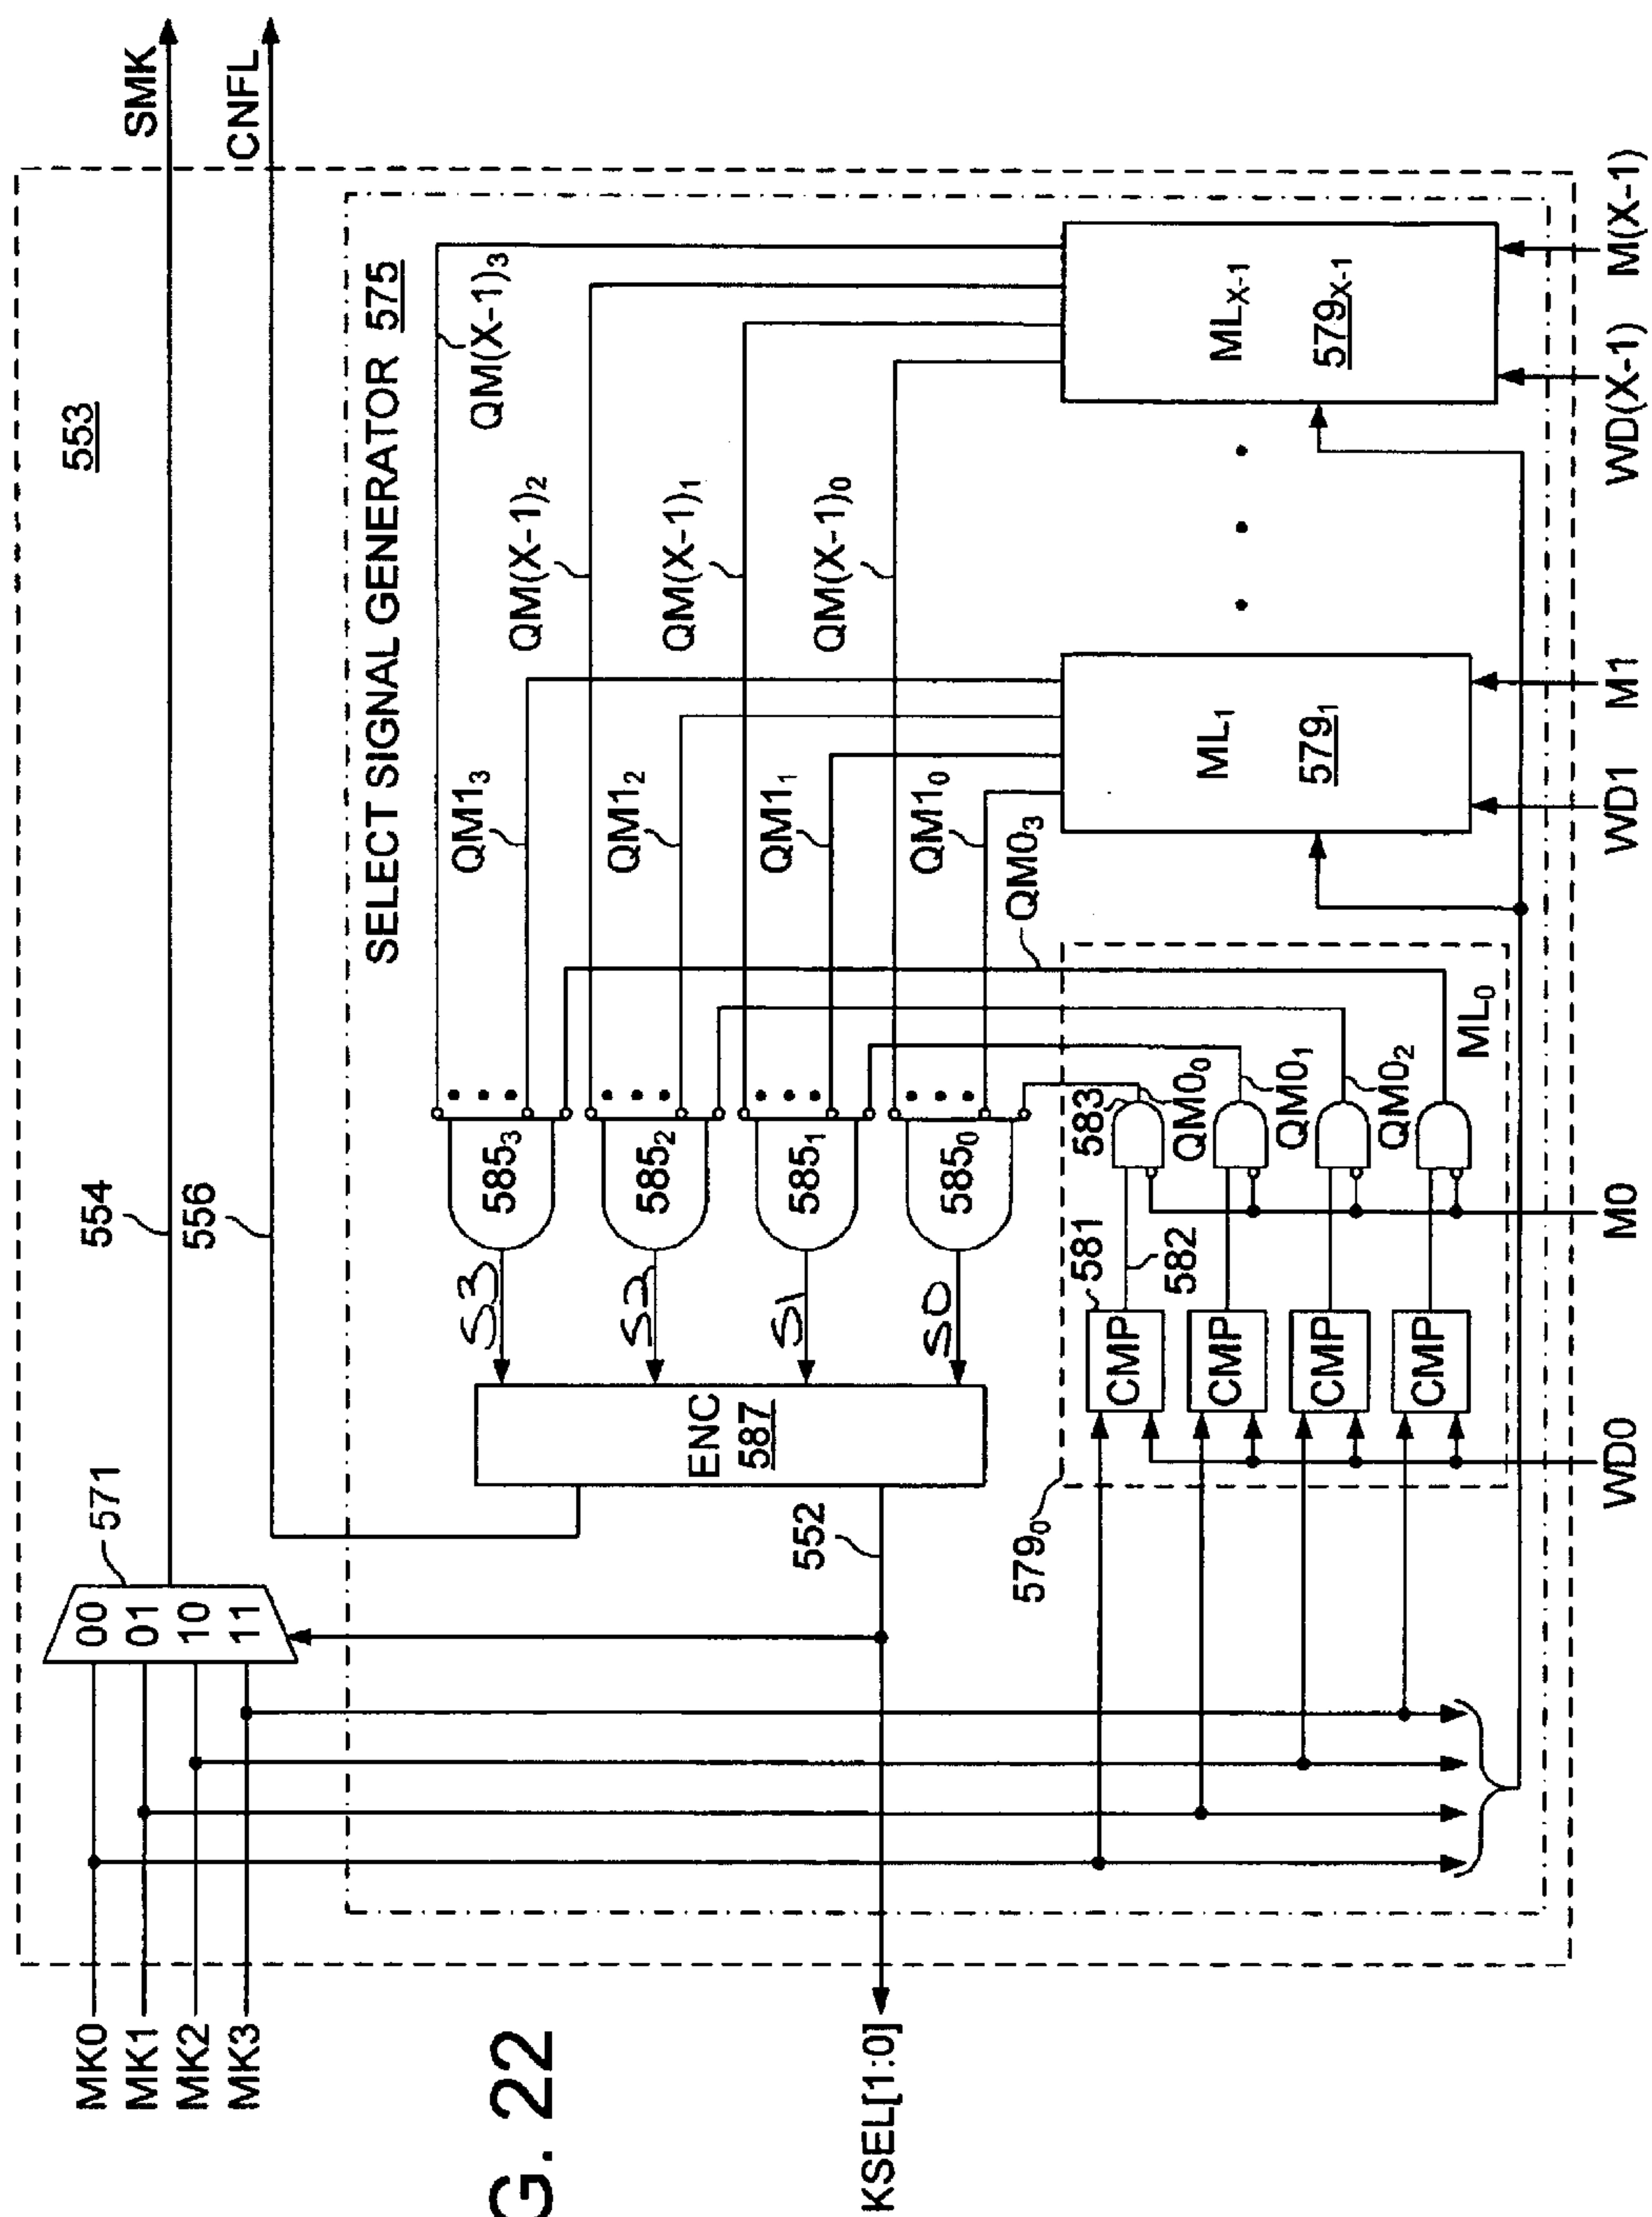 SMK
CNFL
553
554
556
571
00
01
10
11
MK0
MK1
MK2
MK3
SELECT SIGNAL GENERATOR 575
QM(X-1)3
QM(X-1)2
QM(X-1)1
QM(X-1)0
QM13
QM12
QM11
QM10
QM03
5853
5852
5851
5850
S3
S2
S1
S0
ENC
587
552
KSEL[1:0]
G. 22
5790
581
582
583
CMP
CMP
CMP
CMP
QM00
QM01
QM02
ML0
ML1
5791
MLX-1
579X-1
WD0
M0
WD1
M1
WD(X-1)
M(X-1)